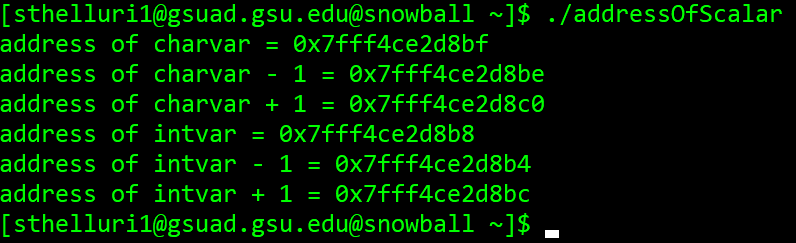 [sthelluri1@gsuad.gsu.edu@snowball ~]$ ./addressOfScalar
address of charvar = 0x7fff4ce2d8bf
address of charvar - 1 = 0x7fff4ce2d8be
address of charvar + 1 = 0x7fff4ce2d8c0
address of intvar = 0x7fff4ce2d8b8
address of intvar - 1 = 0x7fff4ce2d8b4
address of intvar + 1 = 0x7fff4ce2d8bc
[sthelluri1@gsuad.gsu.edu@snowball ~]$